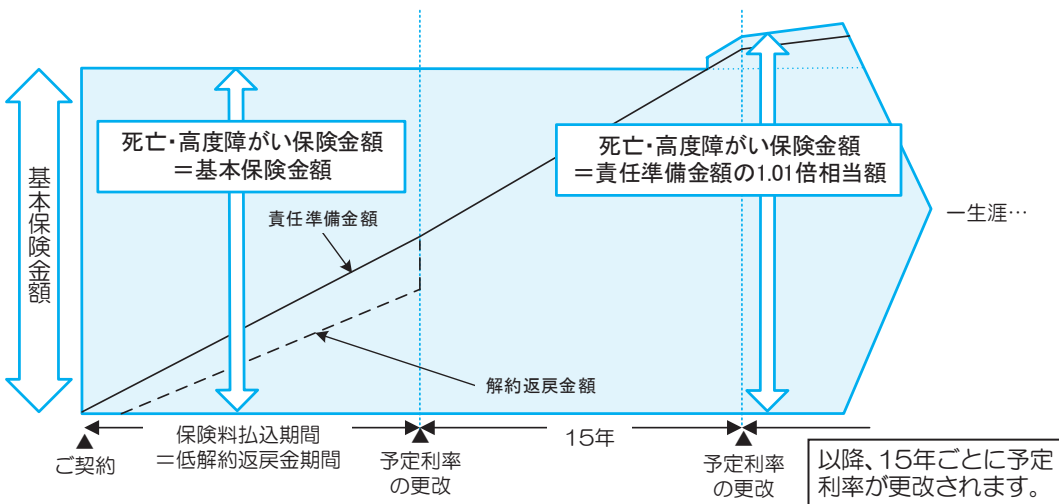 基本保険金額
死亡・高度障がい保険金額
＝基本保険金額
死亡・高度障がい保険金額
＝責任準備金額の1.01倍相当額
責任準備金額
解約返戻金額
一生涯…
ご契約
保険料払込期間
＝低解約返戻金期間
予定利率
の更改
15年
予定利率
の更改
以降、15年ごとに予定
利率が更改されます。